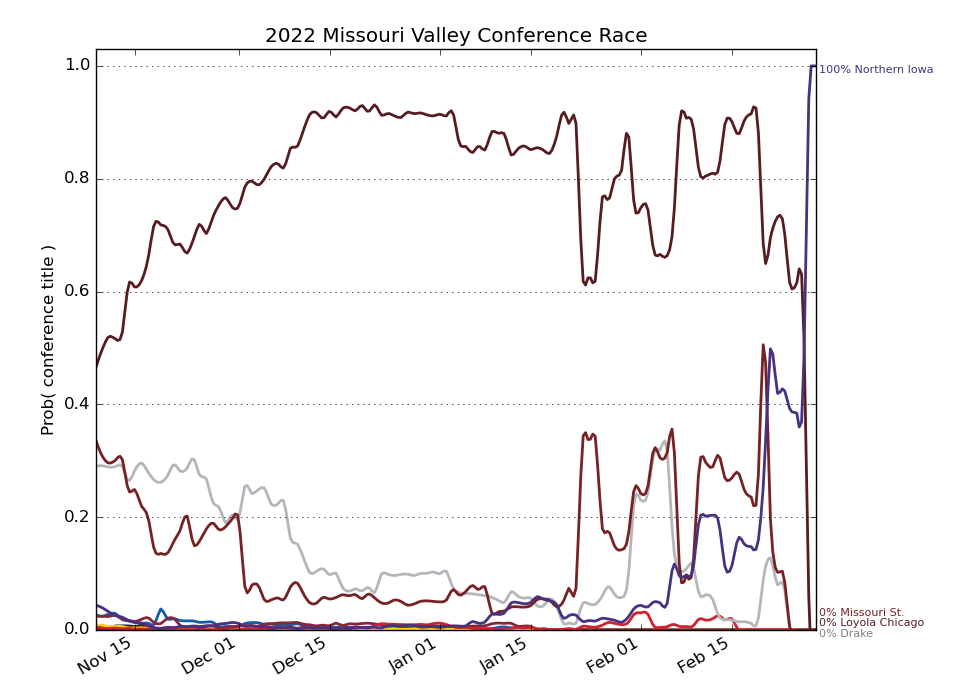 2022 Missouri Valley Conference Race
Prob( conference title )
1.0
0.8
0.6
0.4
0.2
0.0
Nov 15
Dec 01
Dec 15
Jan 01
Jan 15
Feb 01
Feb 15
100% Northern Iowa
0% Missouri St.
0% Loyola Chicago
0% Drake